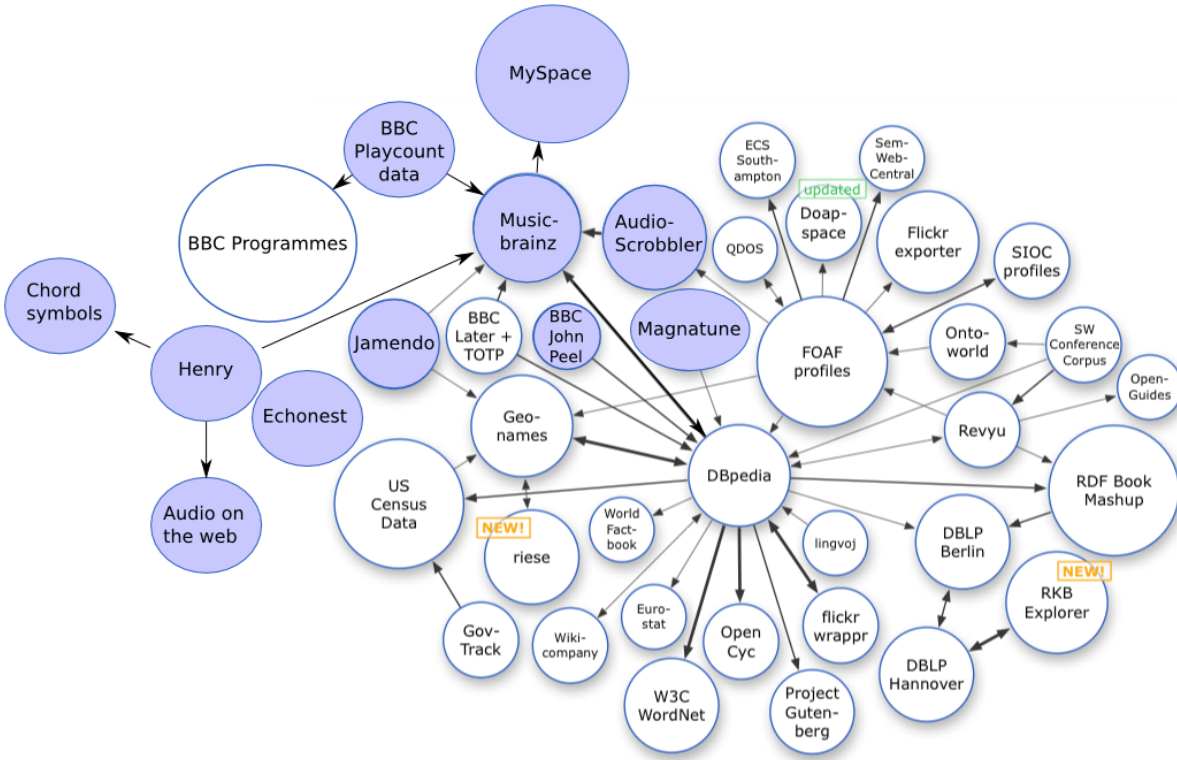 MySpace
BBC
Playcount
data
ECS
South-
ampton
Sem-
Web-
Central
updated
Doap-
space
Music-
brainz
Audio-
Scrobbler
BBC Programmes
QDOS
Flickr
exporter
SIOC
profiles
Chord
symbols
Jamendo
BBC
Later +
TOTP
BBC
John
Peel
Magnatune
FOAF
profiles
Onto-
world
SW
Conference
Corpus
Henry
Open-
Guides
Echonest
Geo-
names
Revyu
DBpedia
US
Census
Data
RDF Book
Mashup
Audio on
the web
NEW!
riese
World
Fact-
book
lingvoj
DBLP
Berlin
NEW!
RKB
Explorer
Gov-
Track
Wiki-
company
Euro-
stat
Open
Cyc
flickr
wrappr
DBLP
Hannover
W3C
WordNet
Project
Guten-
berg